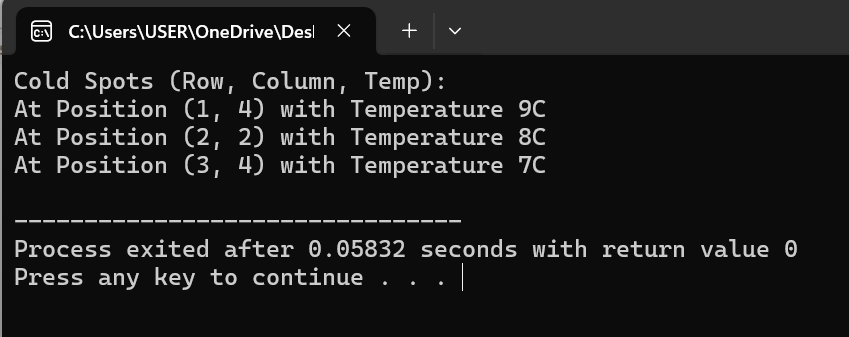 C:\Users\USER\OneDrive\Desl
Cold Spots (Row, Column, Temp):
At Position (1, 4) with Temperature 9C
At Position (2, 2) with Temperature 8C
At Position (3, 4) with Temperature 7C
--------------------------------
Process exited after 0.05832 seconds with return value 0
Press any key to continue . . .